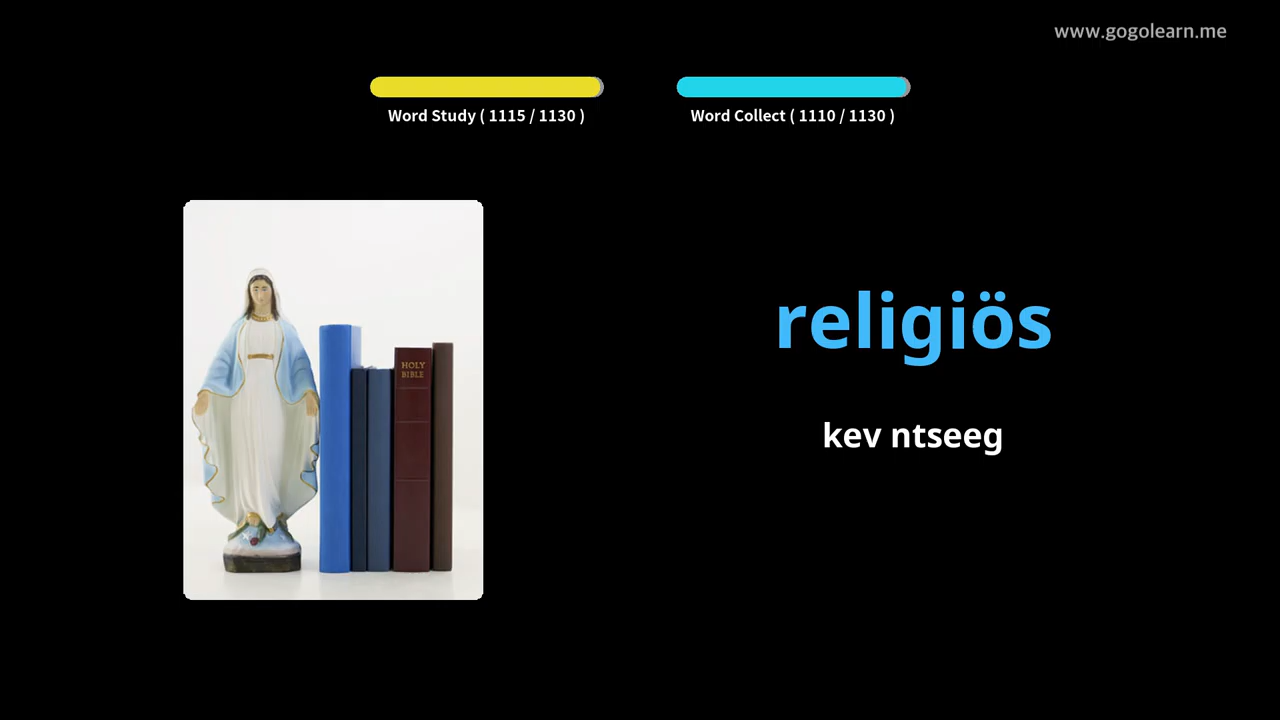 www.gogolearn.me
Word Study ( 1115 / 1130 )
Word Collect ( 1110 / 1130 )
HOLY
BIBLE
religiös
kev ntseeg